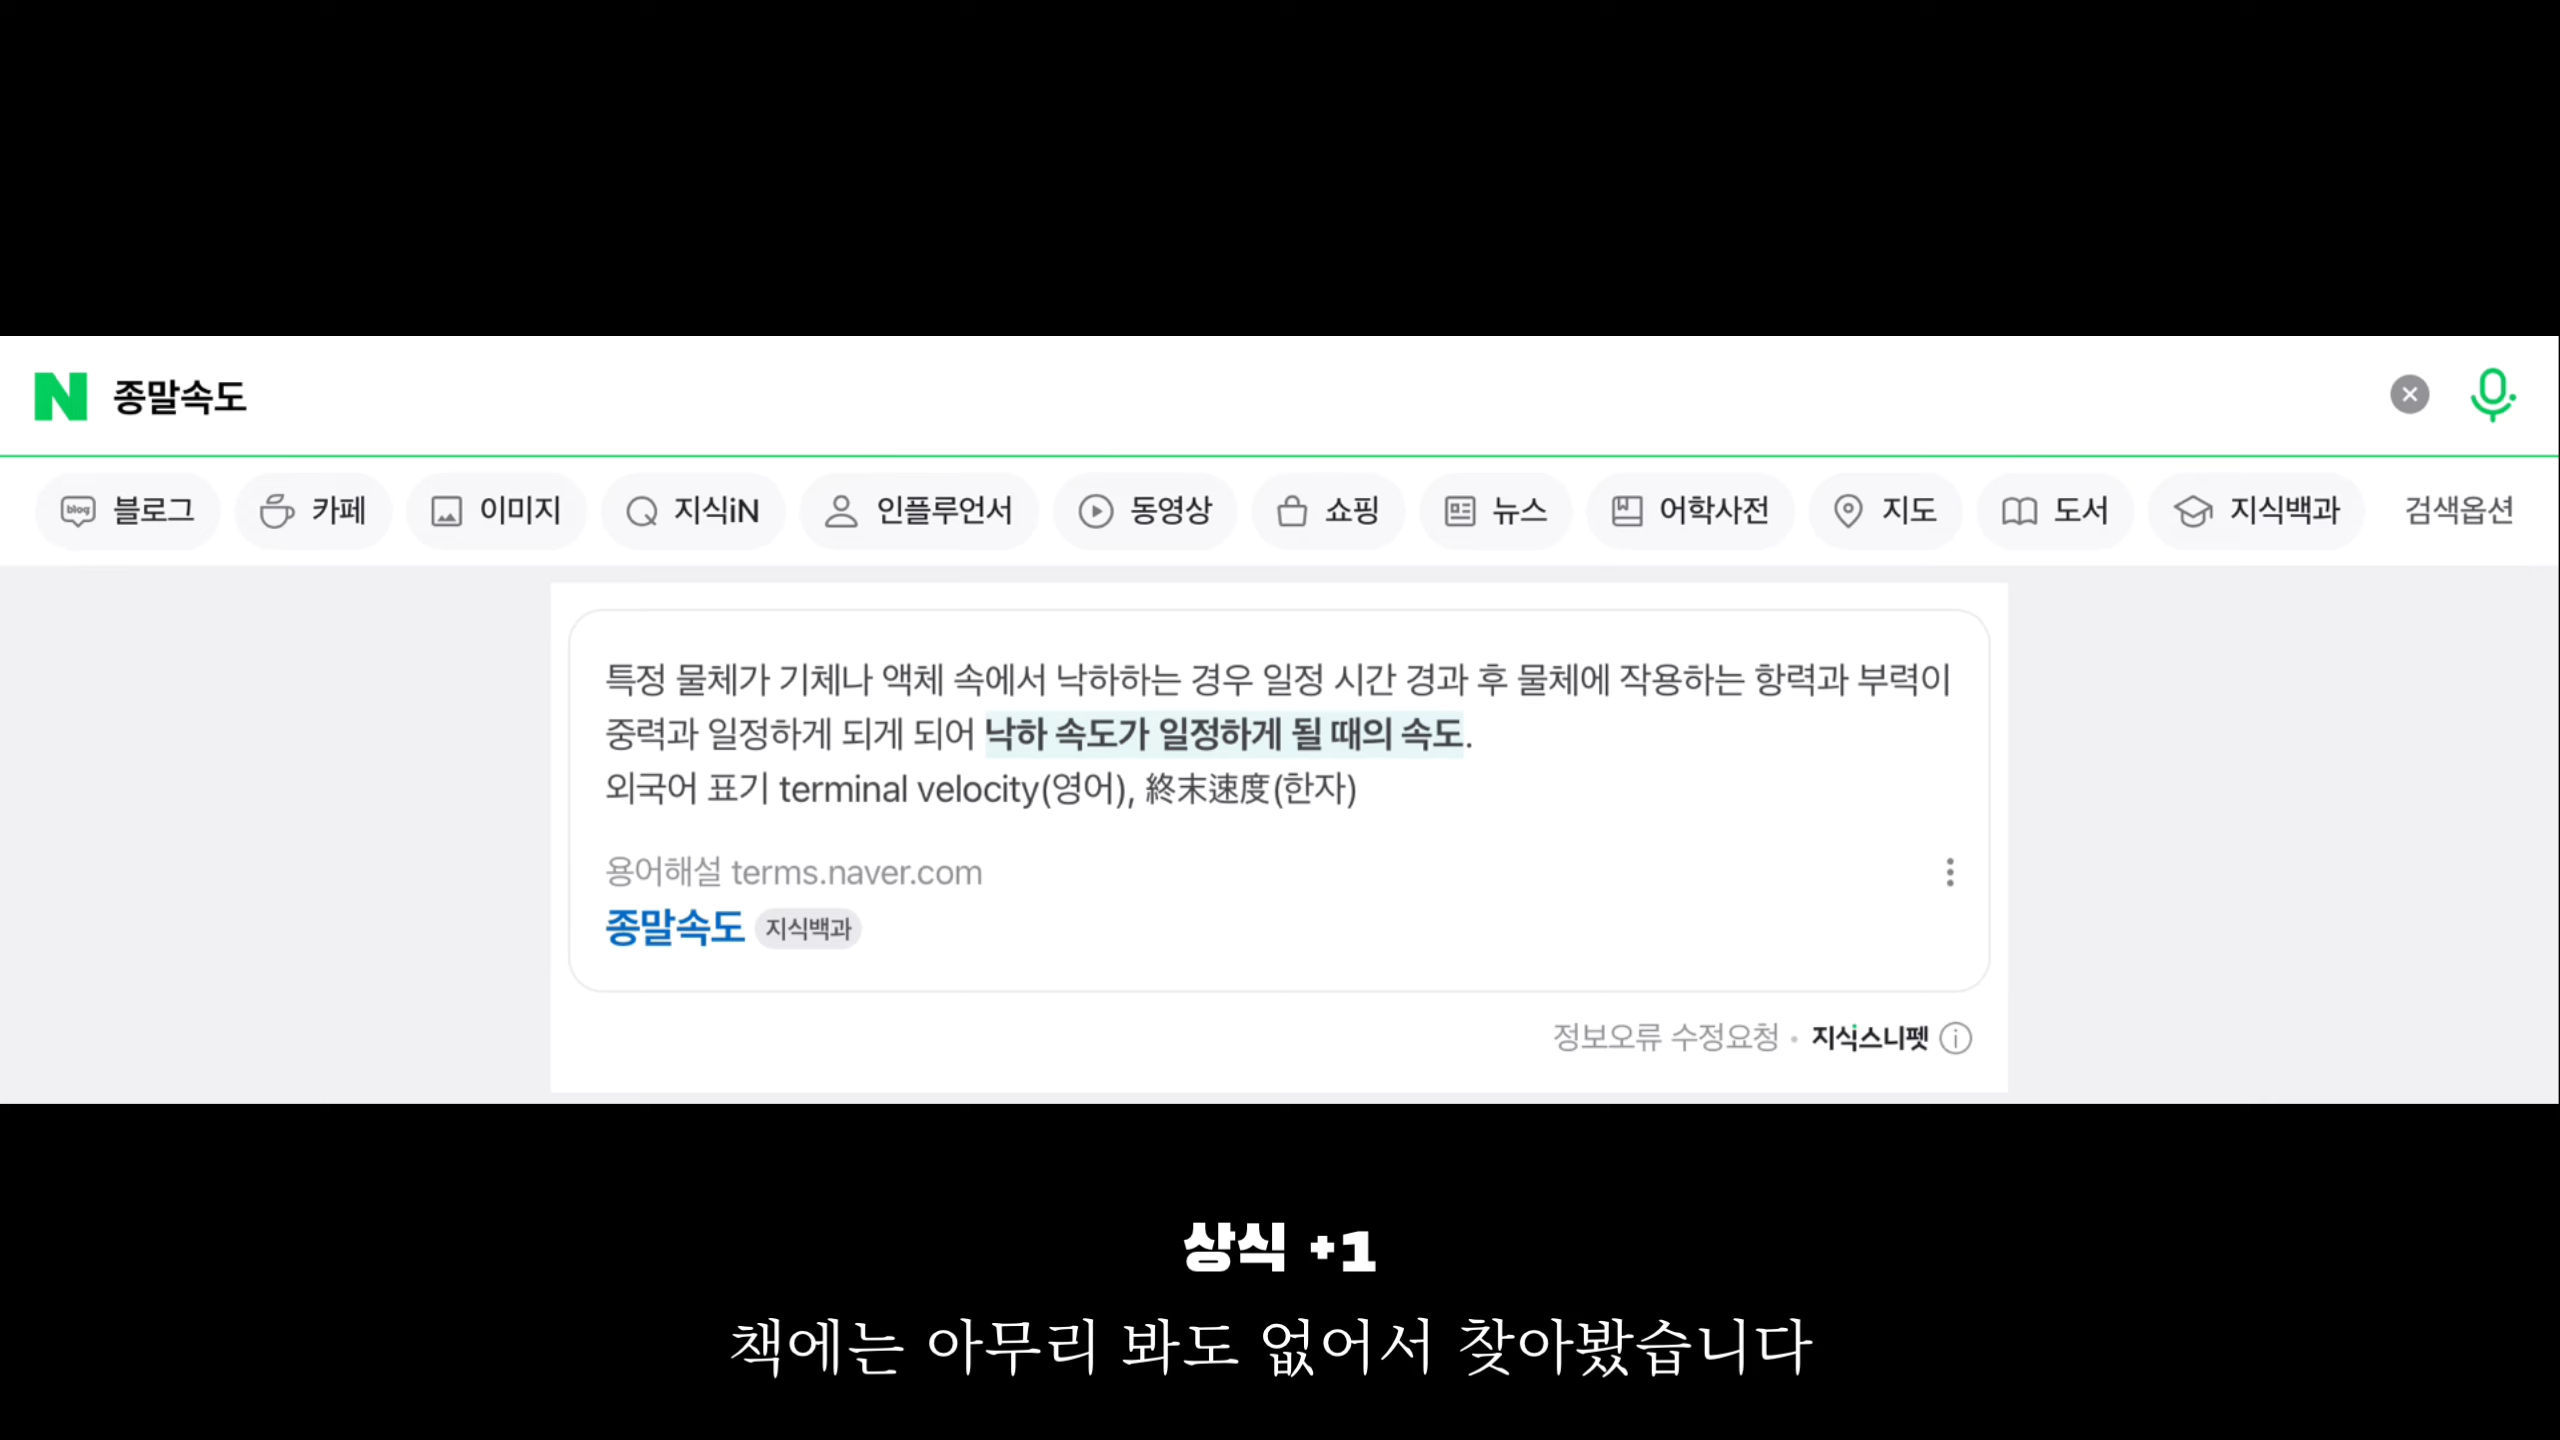 N 종말속도
blog 블로그 카페 이미지 지식iN 인플루언서 동영상 쇼핑 뉴스 어학사전 지도 도서 지식백과 검색옵션
특정 물체가 기체나 액체 속에서 낙하하는 경우 일정 시간 경과 후 물체에 작용하는 항력과 부력이
중력과 일정하게 되게 되어 낙하 속도가 일정하게 될 때의 속도.
외국어 표기 terminal velocity(영어), 終末速度(한자)
용어해설 terms.naver.com
종말속도 지식백과
정보오류 수정요청 • 지식스니펫
상식 +1
책에는 아무리 봐도 없어서 찾아봤습니다